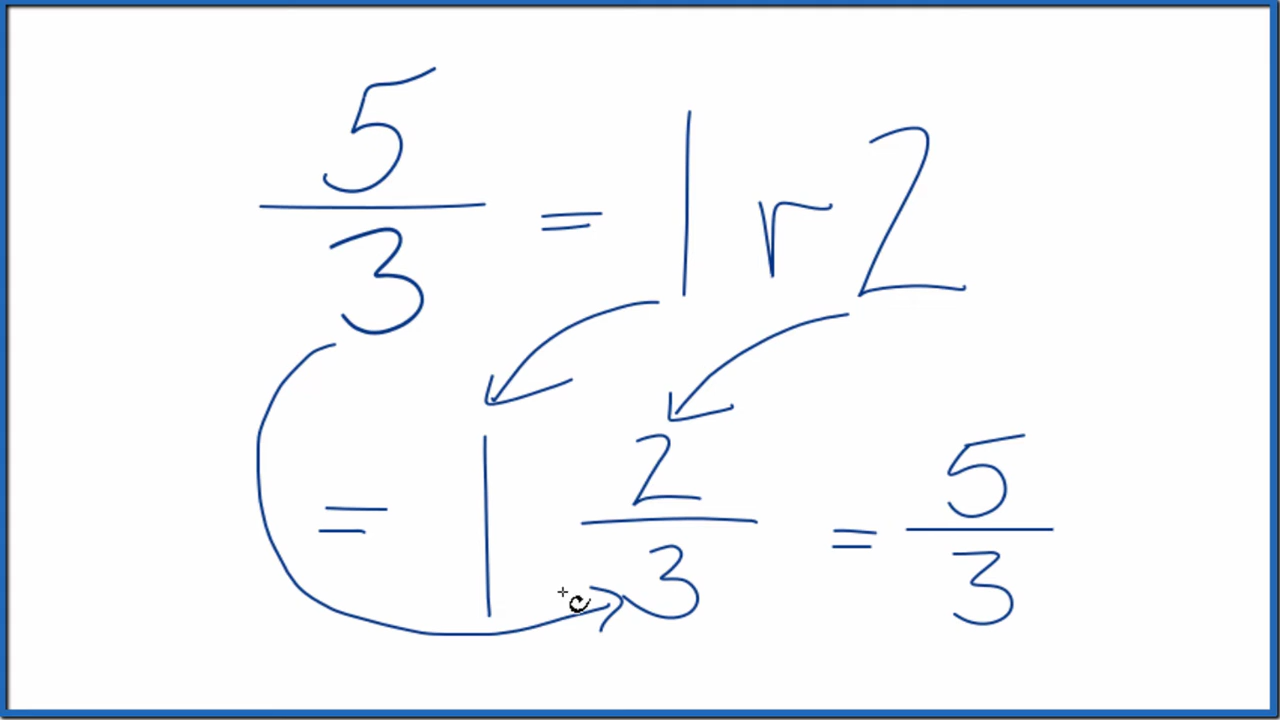 5/3 = 1 r 2
= 1 2/3 = 5/3